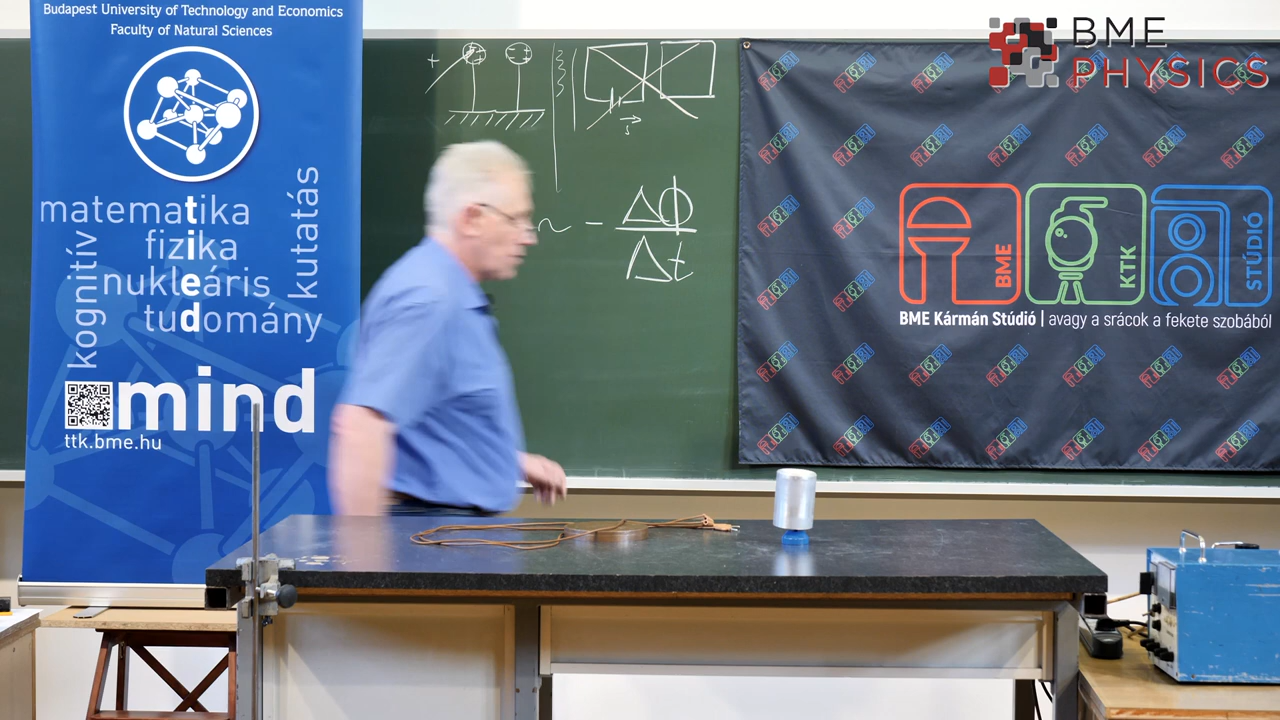 Budapest University of Technology and Economics
Faculty of Natural Sciences
matematika
fizika
nukleáris
tudomány
kognitív
kutatás
mind
ttk.bme.hu
+
s
~ - ΔΦ
Δt
BME
PHYSICS
BME
KTK
STÚDIÓ
BME Kármán Stúdió | avagy a srácok a fekete szobából